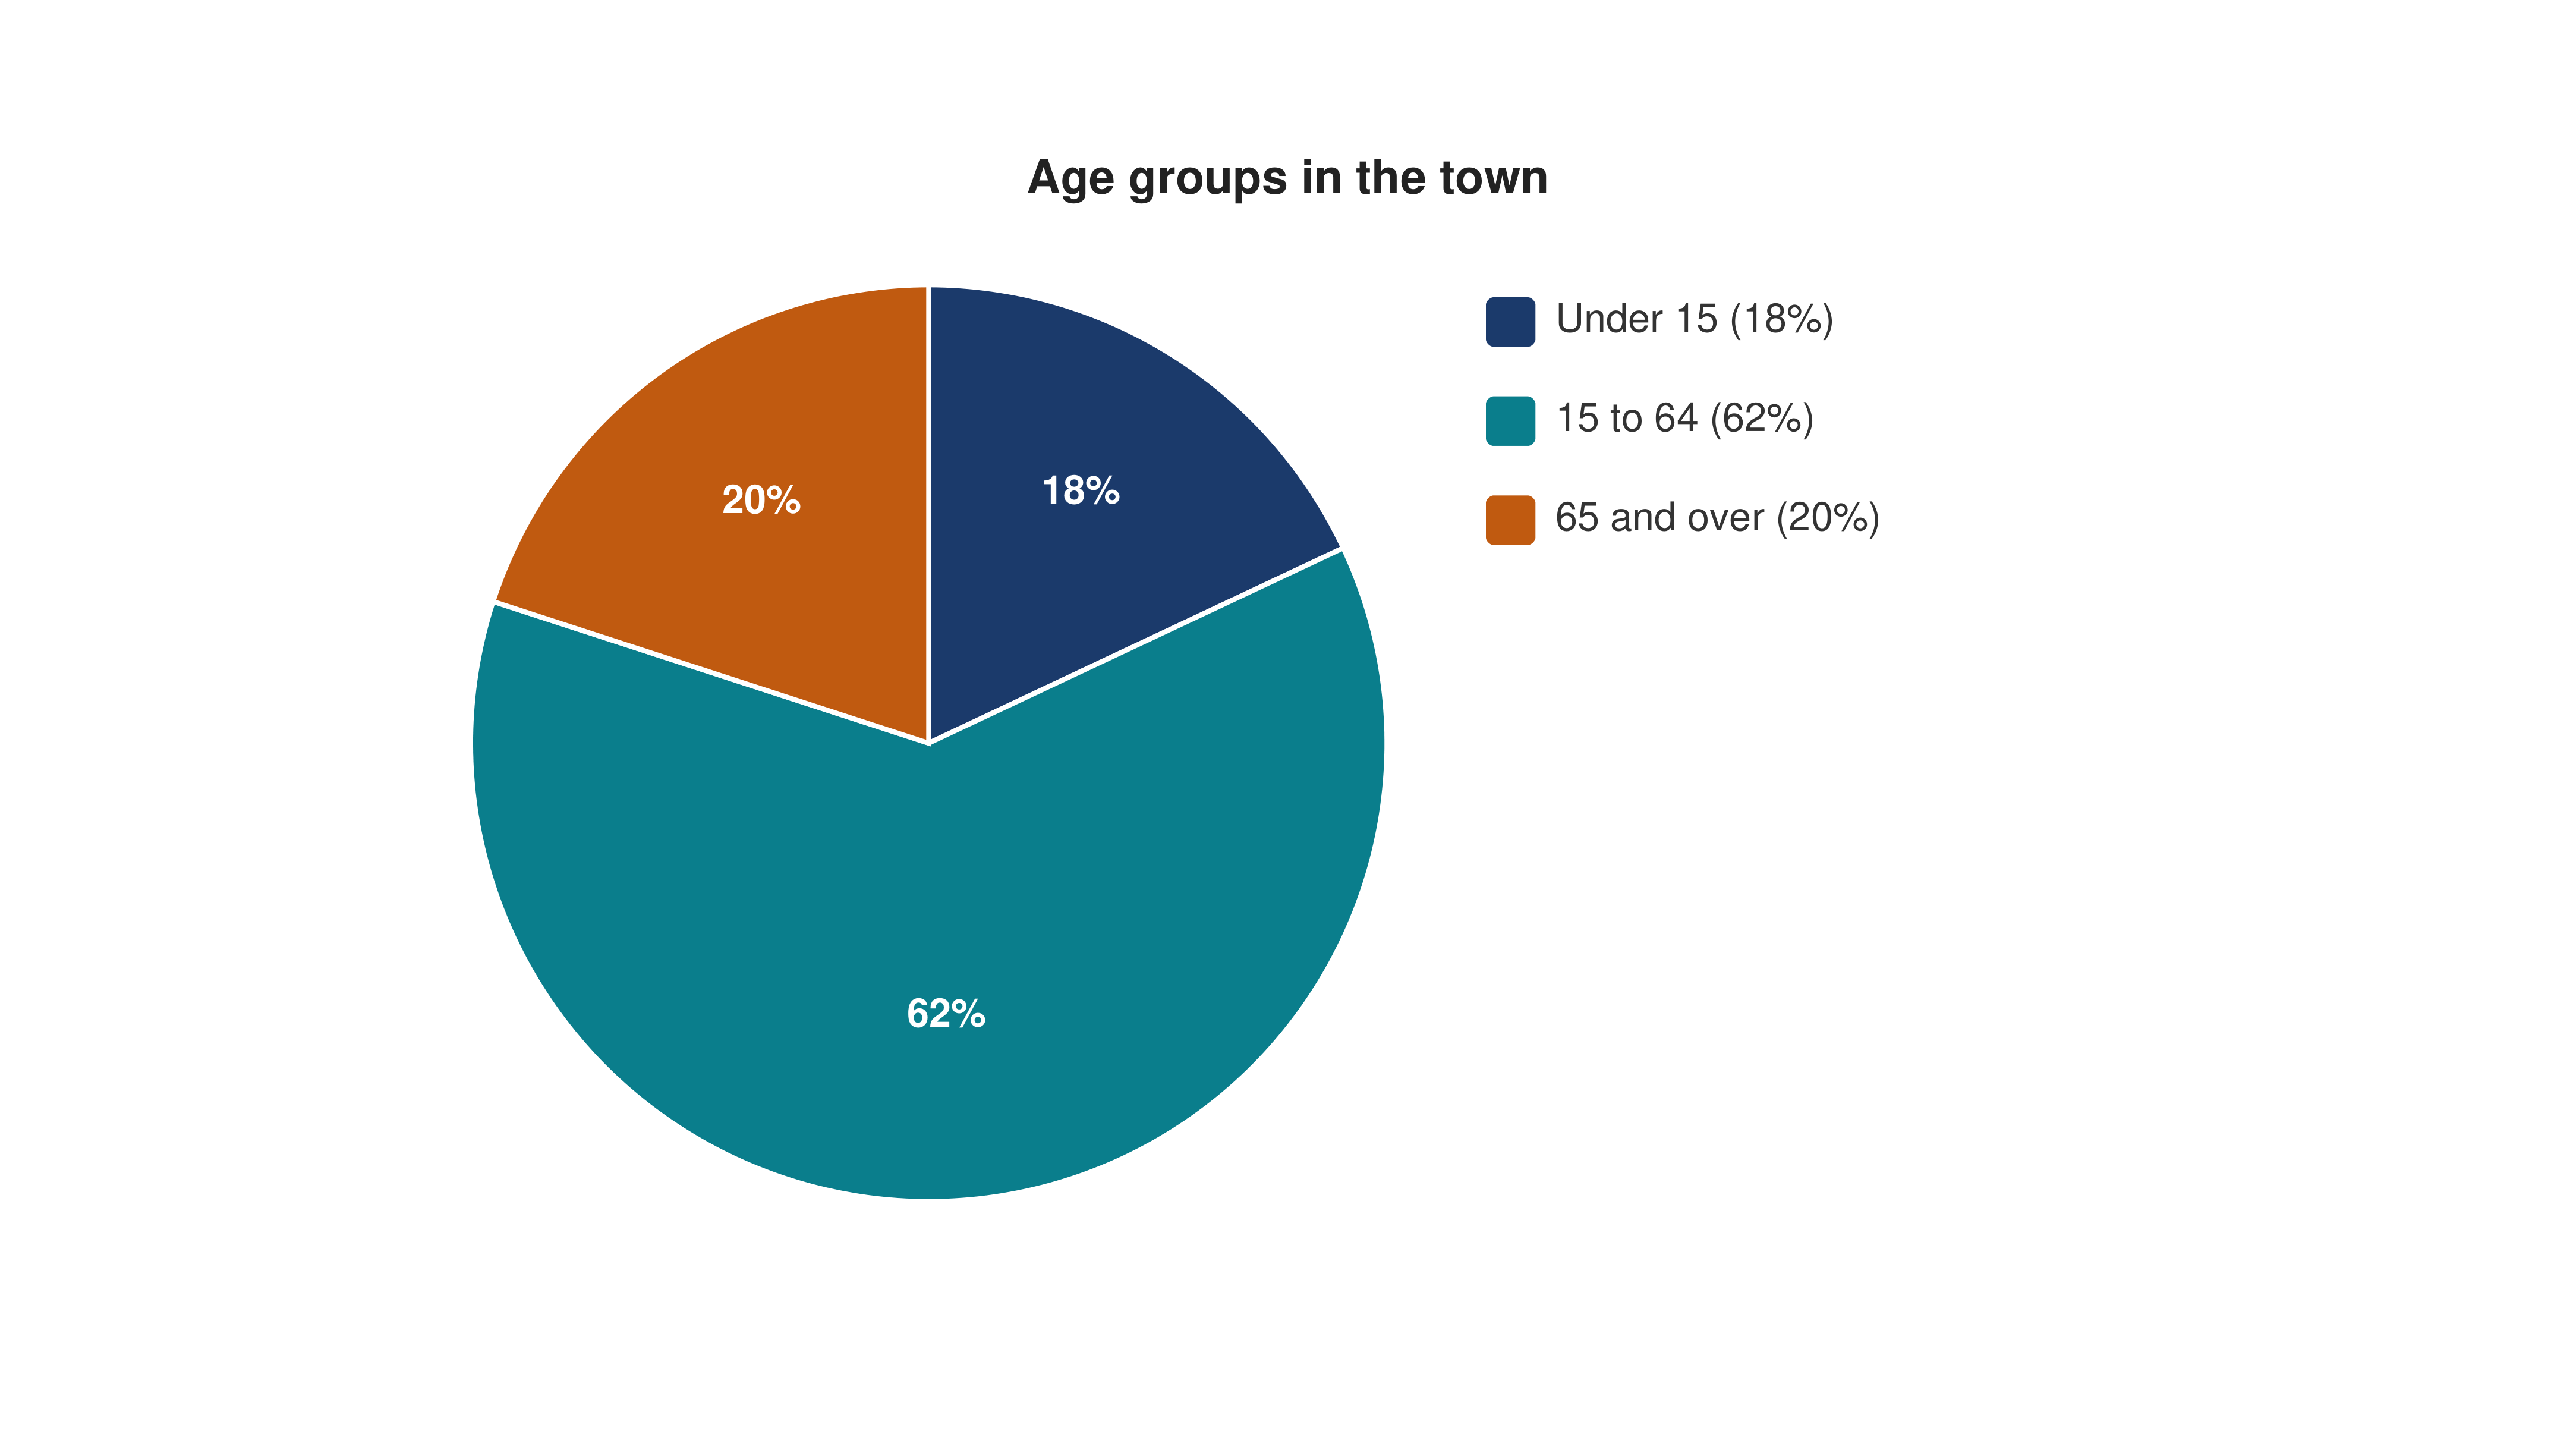 Age groups in the town
Under 15 (18%)
15 to 64 (62%)
65 and over (20%)
20%
18%
62%